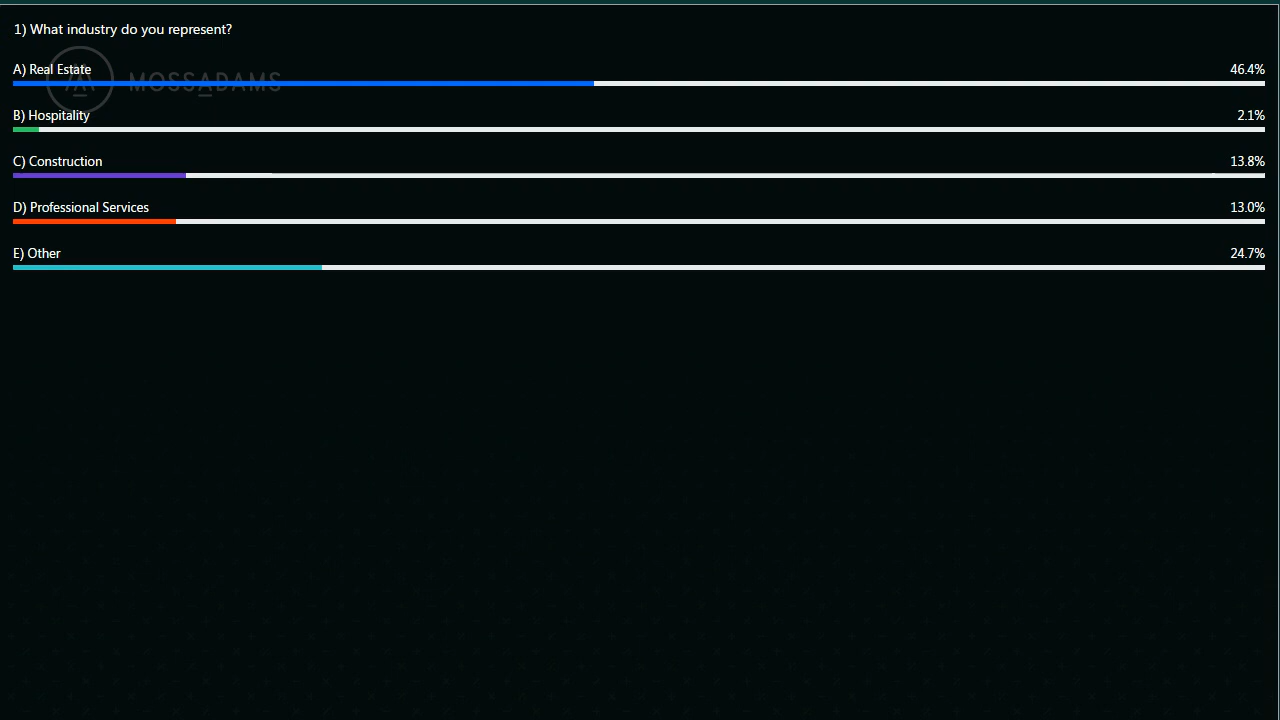 1) What industry do you represent?
A) Real Estate
46.4%
MOSSADAMS
B) Hospitality
2.1%
C) Construction
13.8%
D) Professional Services
13.0%
E) Other
24.7%